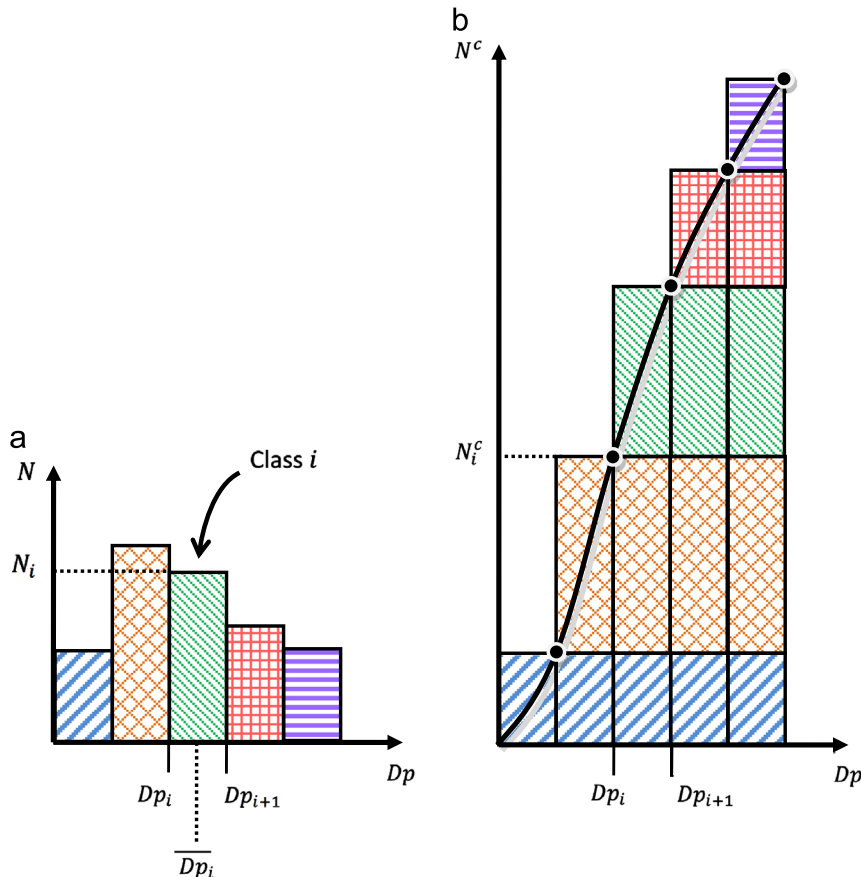 a
N
Class i
N_i
Dp_i
Dp_{i+1}
Dp
\overline{Dp_i}
b
N^c
N_i^c
Dp_i
Dp_{i+1}
Dp